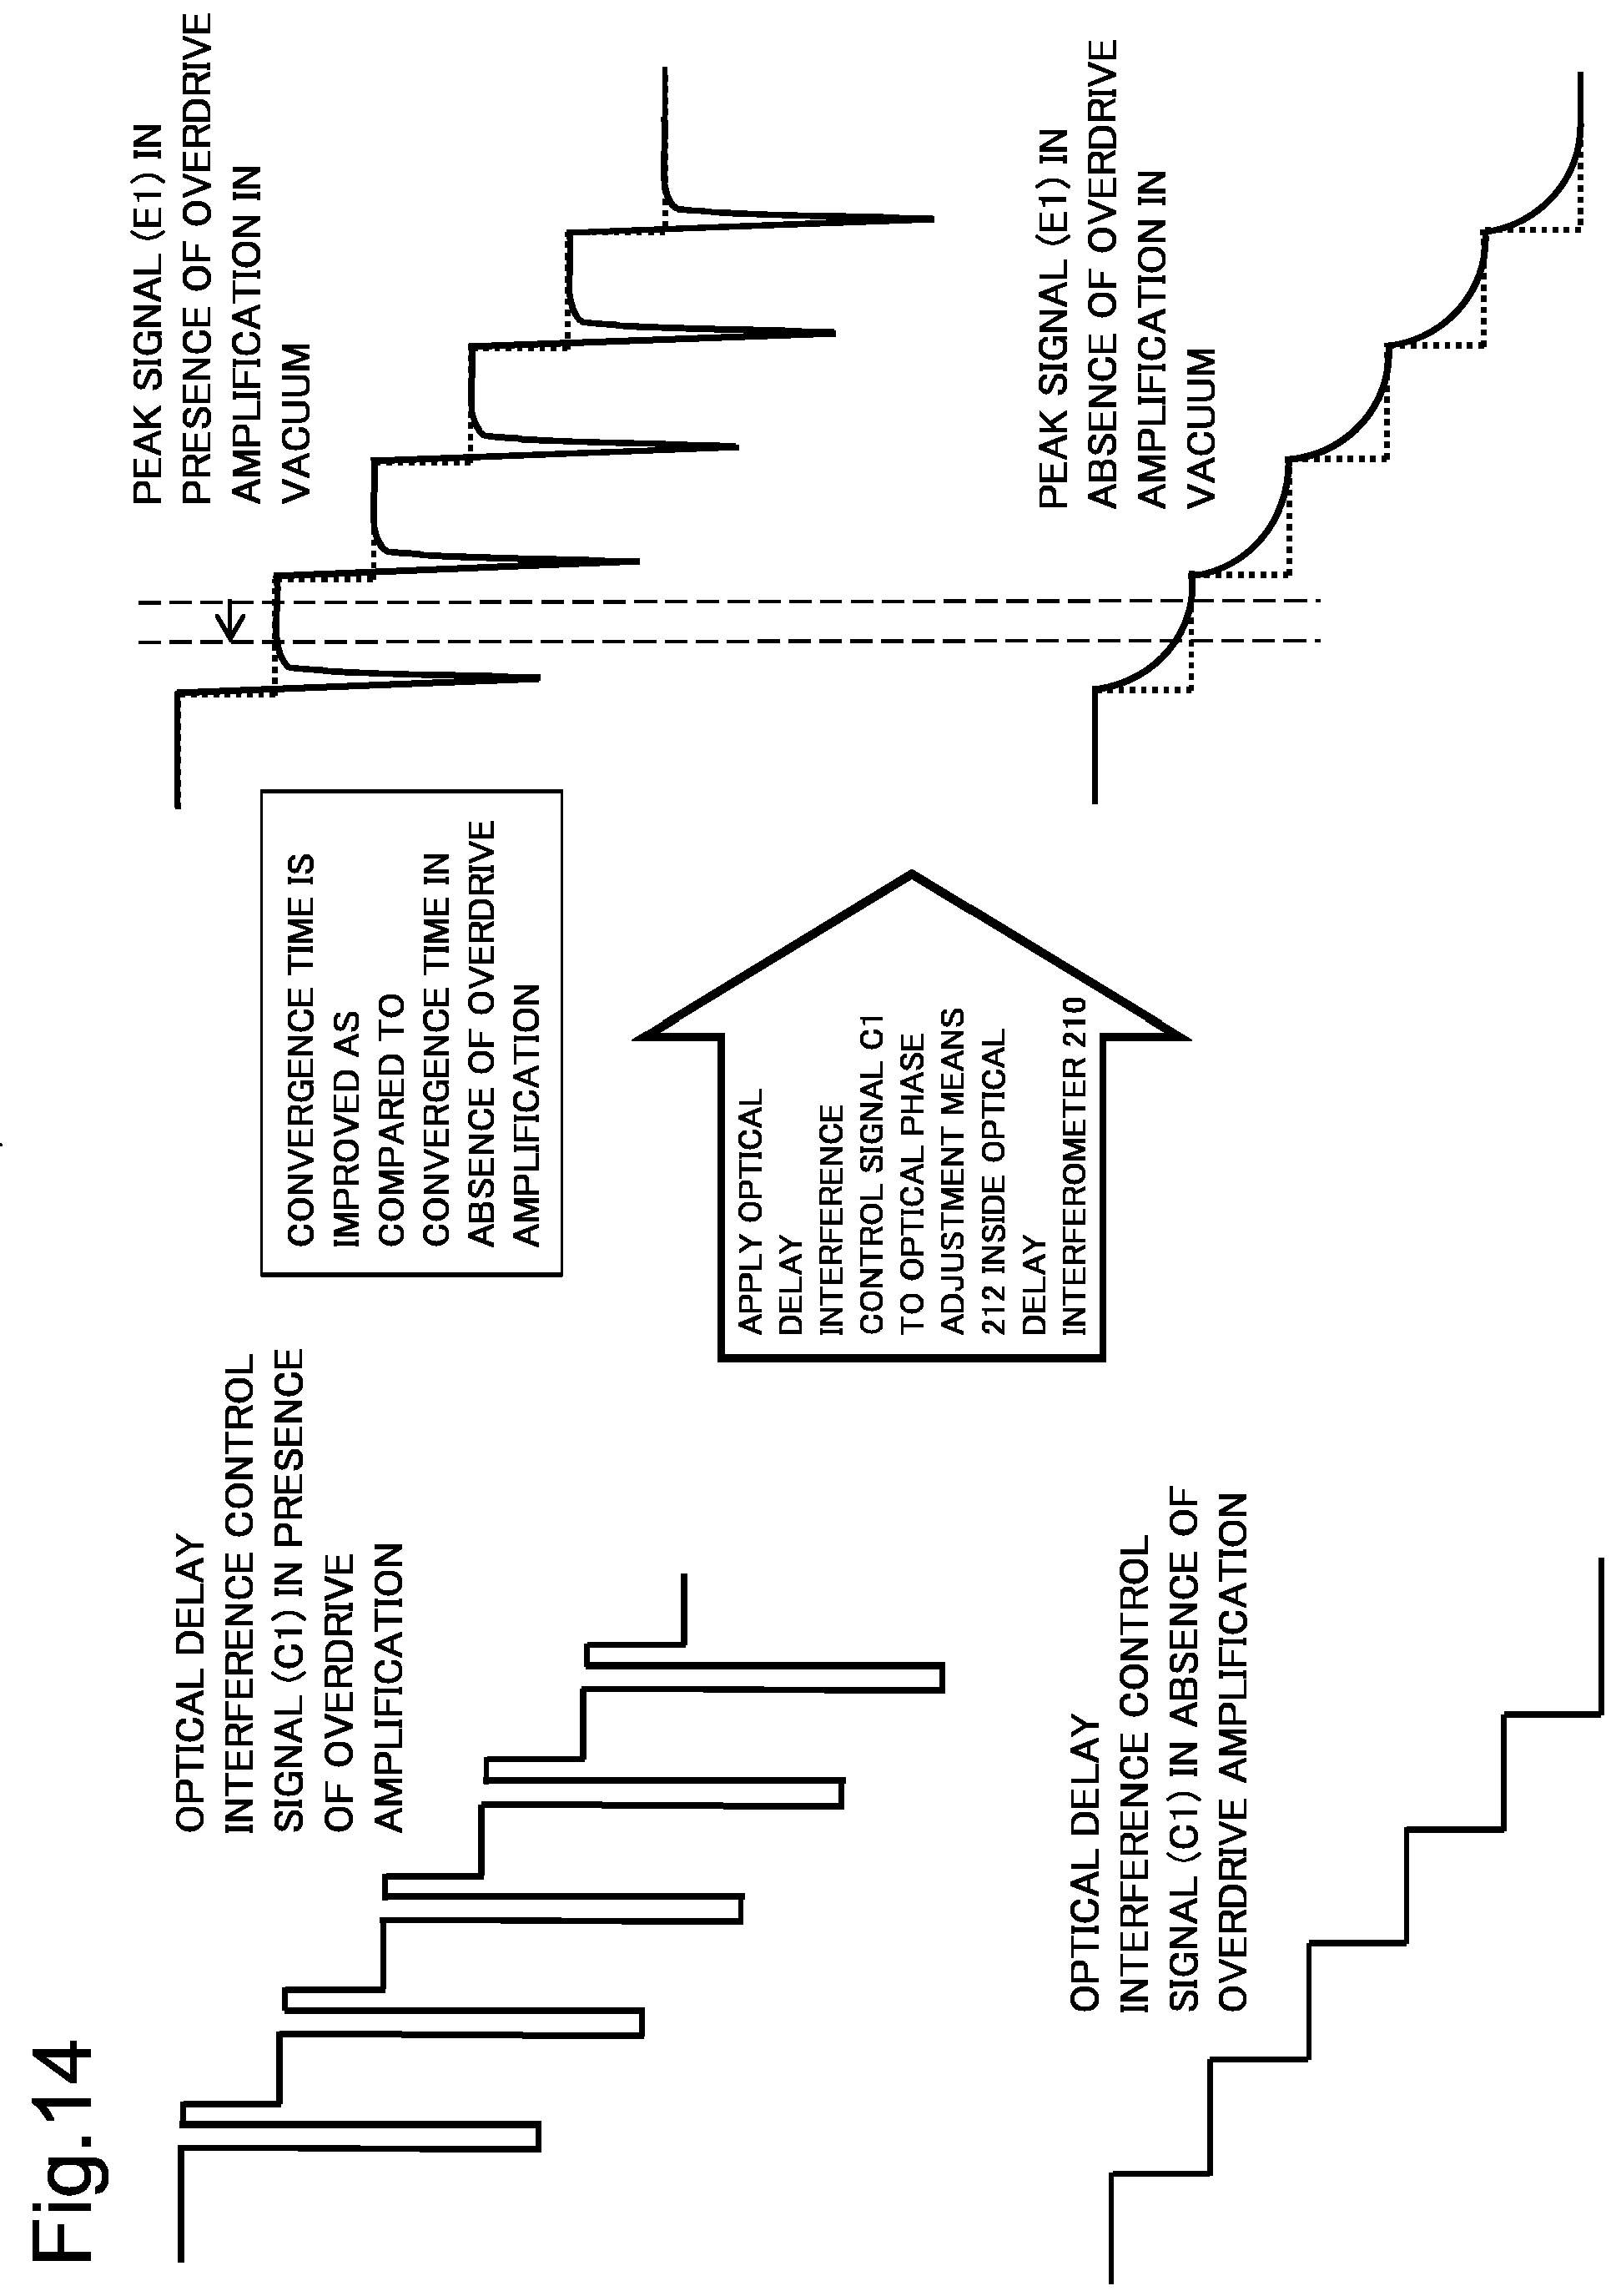 Fig.14
OPTICAL DELAY
INTERFERENCE CONTROL
SIGNAL (C1) IN PRESENCE
OF OVERDRIVE
AMPLIFICATION
CONVERGENCE TIME IS
IMPROVED AS
COMPARED TO
CONVERGENCE TIME IN
ABSENCE OF OVERDRIVE
AMPLIFICATION
PEAK SIGNAL (E1) IN
PRESENCE OF OVERDRIVE
AMPLIFICATION IN
VACUUM
APPLY OPTICAL
DELAY
INTERFERENCE
CONTROL SIGNAL C1
TO OPTICAL PHASE
ADJUSTMENT MEANS
212 INSIDE OPTICAL
DELAY
INTERFEROMETER 210
OPTICAL DELAY
INTERFERENCE CONTROL
SIGNAL (C1) IN ABSENCE OF
OVERDRIVE AMPLIFICATION
PEAK SIGNAL (E1) IN
ABSENCE OF OVERDRIVE
AMPLIFICATION IN
VACUUM